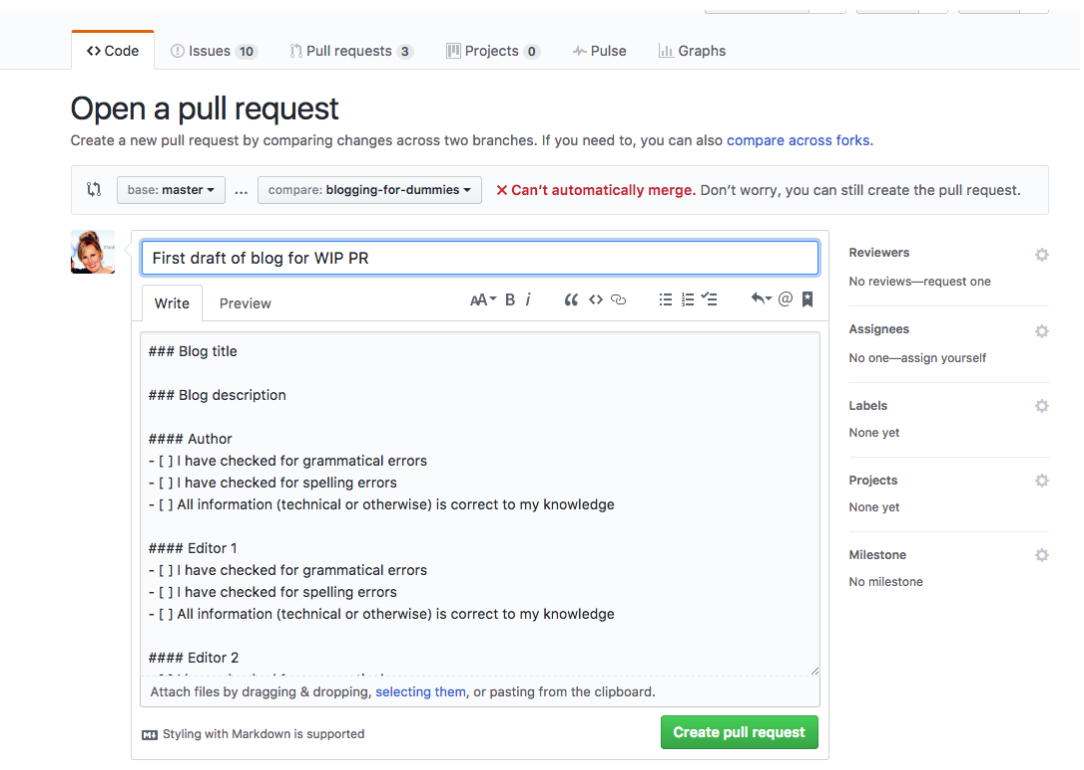 Code Issues 10 Pull requests 3 Projects 0 Pulse Graphs
Open a pull request
Create a new pull request by comparing changes across two branches. If you need to, you can also compare across forks.
base: master ... compare: blogging-for-dummies Can’t automatically merge. Don’t worry, you can still create the pull request.
First draft of blog for WIP PR
Write Preview AA B i
### Blog title
### Blog description
#### Author
- [ ] I have checked for grammatical errors
- [ ] I have checked for spelling errors
- [ ] All information (technical or otherwise) is correct to my knowledge
#### Editor 1
- [ ] I have checked for grammatical errors
- [ ] I have checked for spelling errors
- [ ] All information (technical or otherwise) is correct to my knowledge
#### Editor 2
Attach files by dragging & dropping, selecting them, or pasting from the clipboard.
Styling with Markdown is supported
Create pull request
Reviewers
No reviews—request one
Assignees
No one—assign yourself
Labels
None yet
Projects
None yet
Milestone
No milestone